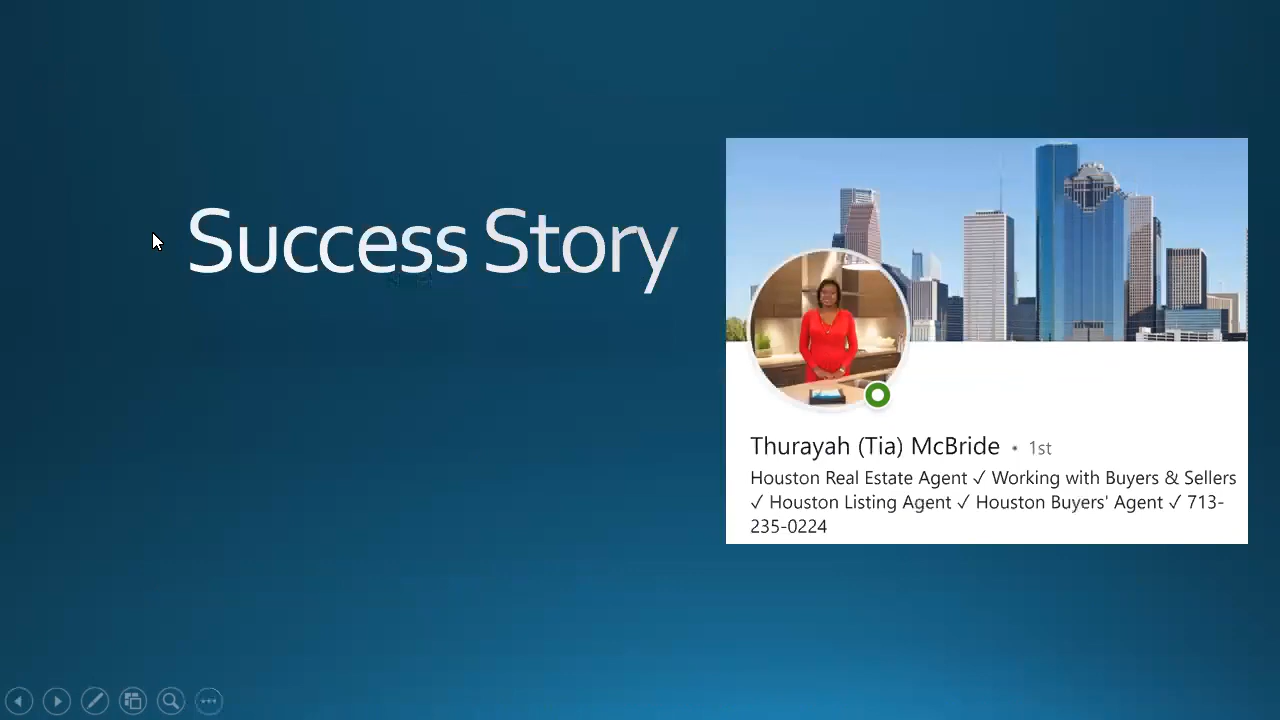 Success Story
Thurayah (Tia) McBride • 1st
Houston Real Estate Agent ✓ Working with Buyers & Sellers
✓ Houston Listing Agent ✓ Houston Buyers' Agent ✓ 713-
235-0224